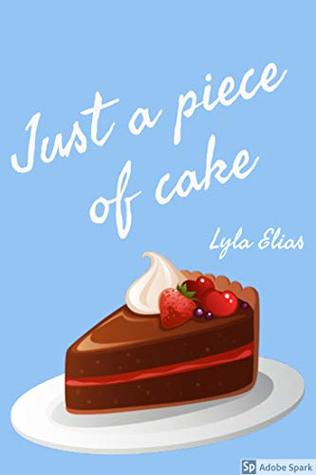 Just a piece
of cake
Lyla Elias
Sp Adobe Spark